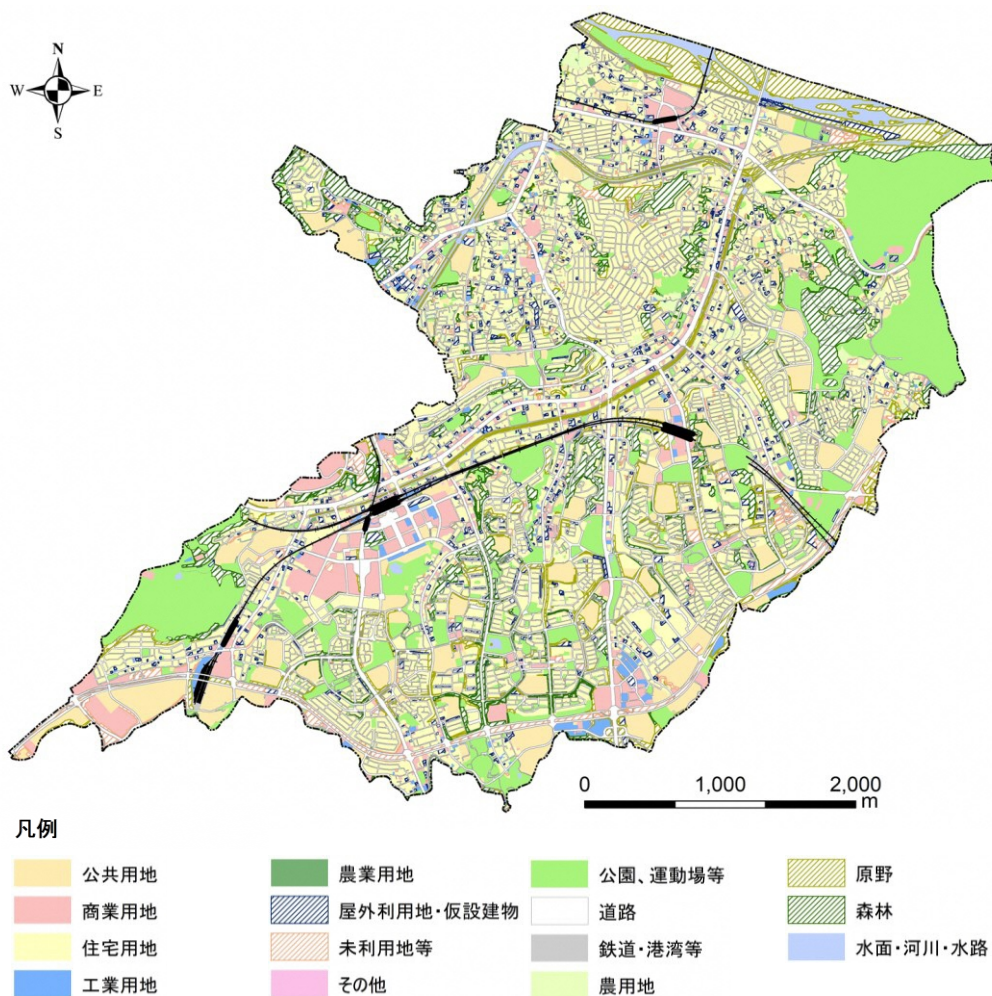 N
W E
S
0 1,000 2,000
m
凡例
公共用地 農業用地 公園、運動場等 原野
商業用地 屋外利用地・仮設建物 道路 森林
住宅用地 未利用地等 鉄道・港湾等 水面・河川・水路
工業用地 その他 農用地